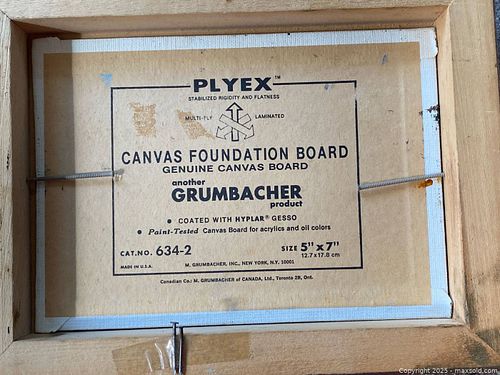 PLYEX™
STABILIZED RIGIDITY AND FLATNESS
MULTI-PLY LAMINATED
CANVAS FOUNDATION BOARD
GENUINE CANVAS BOARD
another
GRUMBACHER
product
• COATED WITH HYPLAR® GESSO
• Paint-Tested Canvas Board for acrylics and oil colors
CAT. NO. 634-2 SIZE 5" x 7"
12.7 x 17.8 cm
MADE IN U.S.A. M. GRUMBACHER, INC., NEW YORK, N.Y. 10001
Canadian Co.: M. GRUMBACHER of CANADA, Ltd., Toronto 2B, Ont.
Copyright 2025 - maxsold.com